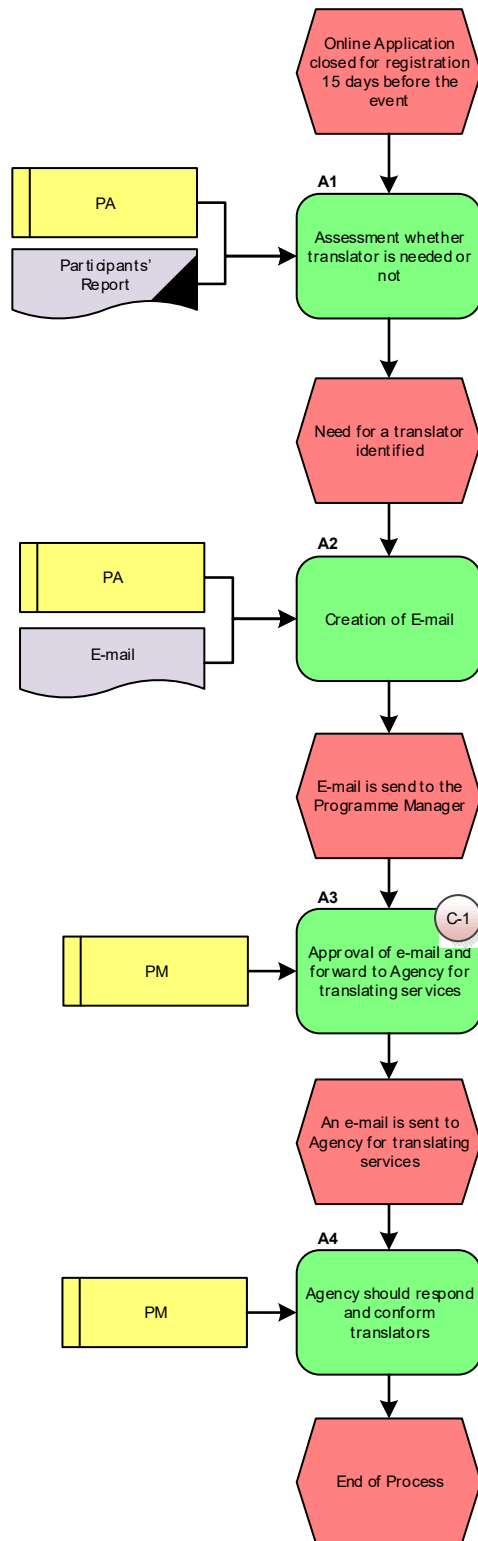 Online Application
closed for registration
15 days before the
event
A1
PA
Participants'
Report
Assessment whether
translator is needed or
not
Need for a translator
identified
A2
PA
E-mail
Creation of E-mail
E-mail is send to the
Programme Manager
A3
C-1
PM
Approval of e-mail and
forward to Agency for
translating services
An e-mail is sent to
Agency for translating
services
A4
PM
Agency should respond
and conform
translators
End of Process